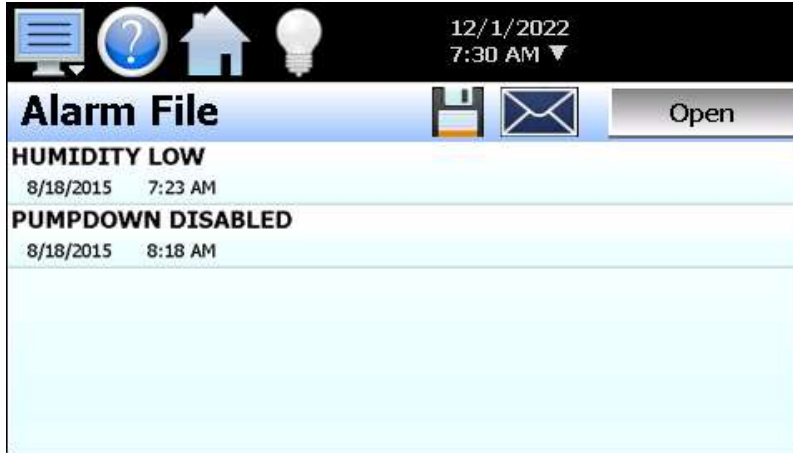 ?
12/1/2022
7:30 AM ▼
Alarm File
Open
HUMIDITY LOW
8/18/2015 7:23 AM
PUMPDOWN DISABLED
8/18/2015 8:18 AM